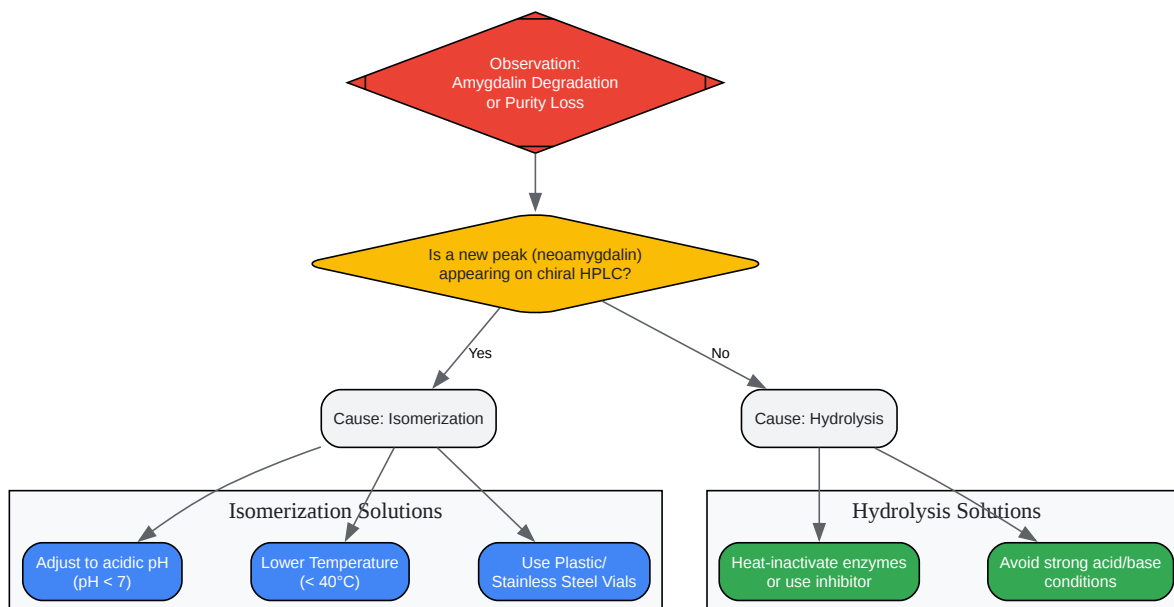 Observation:
Amygdalin Degradation
or Purity Loss
Is a new peak (neoamygdalin)
appearing on chiral HPLC?
Yes
No
Cause: Isomerization
Cause: Hydrolysis
Isomerization Solutions
Hydrolysis Solutions
Adjust to acidic pH
(pH < 7)
Lower Temperature
(< 40°C)
Use Plastic/
Stainless Steel Vials
Heat-inactivate enzymes
or use inhibitor
Avoid strong acid/base
conditions